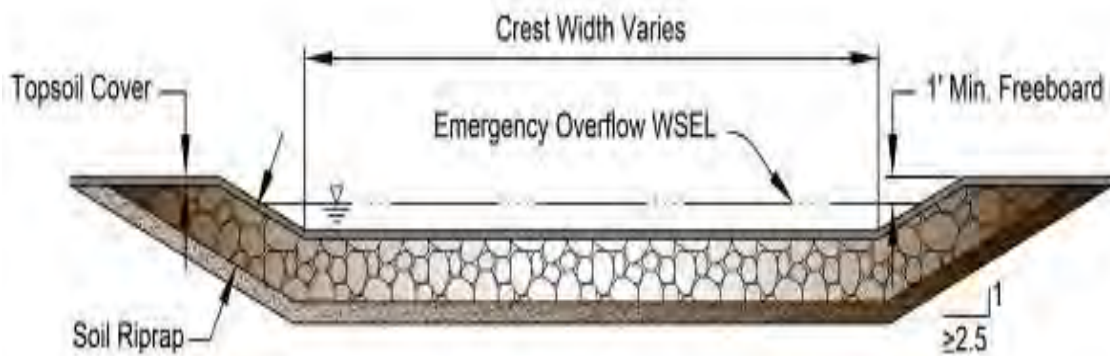 Crest Width Varies
Topsoil Cover
1' Min. Freeboard
Emergency Overflow WSEL
Soil Riprap
1
≥2.5